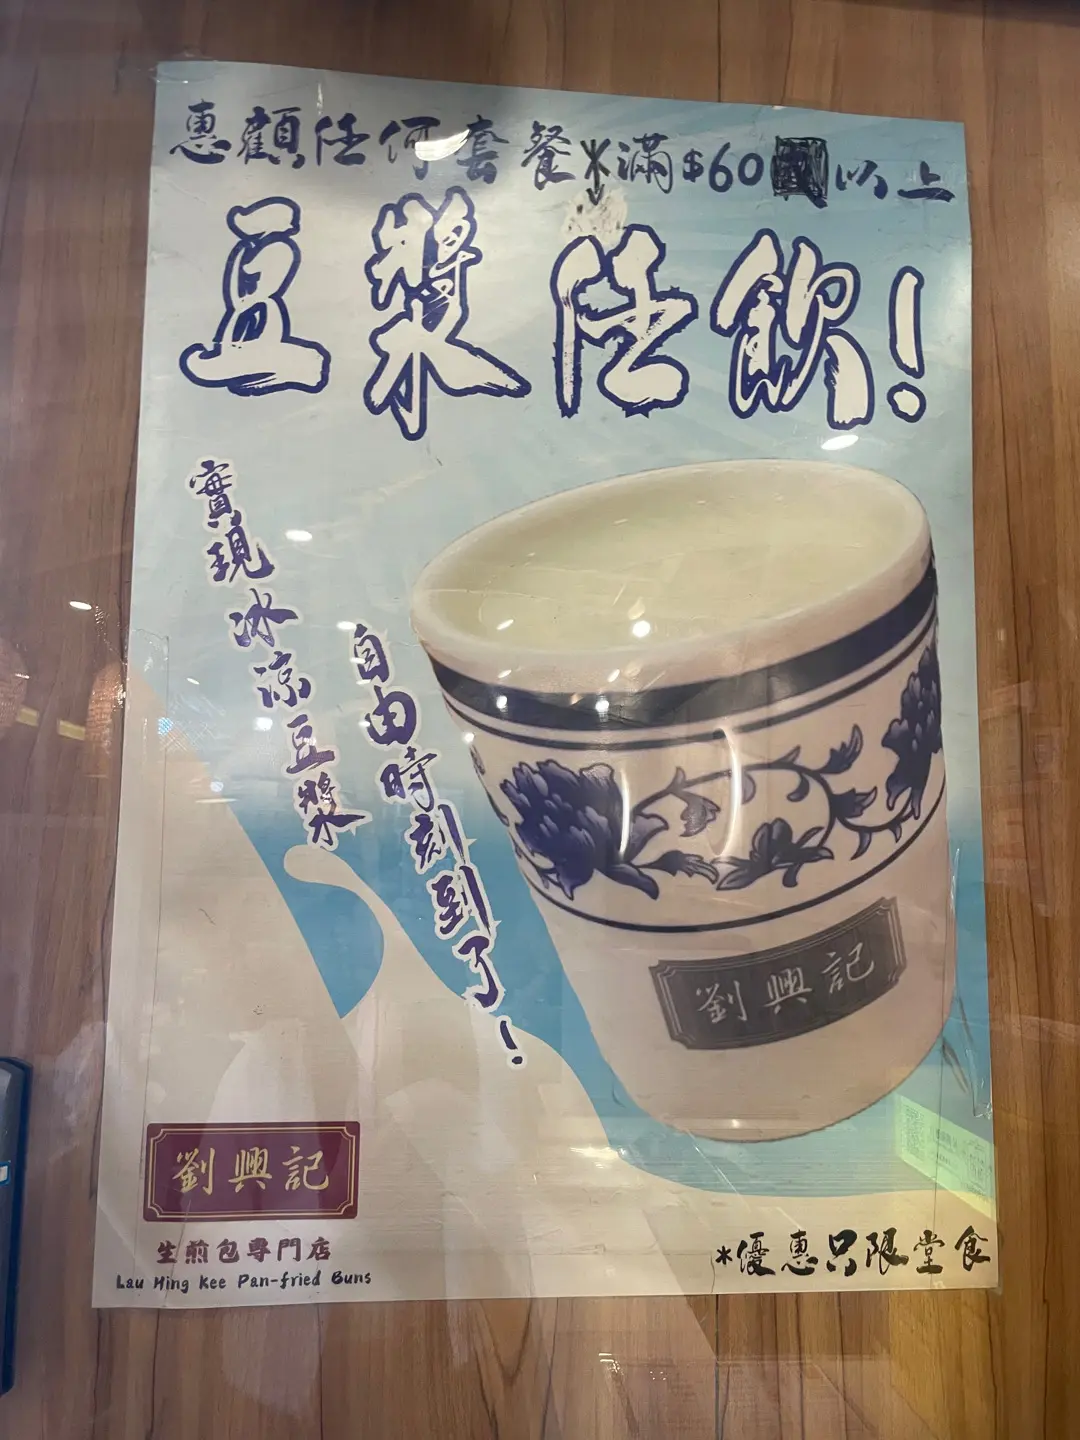 惠顧任何套餐*滿$60以上
豆漿任飲!
實現冰涼豆漿
自由時刻到了!
劉興記
劉興記
生煎包專門店
Lau Hing Kee Pan-fried Buns
*優惠只限堂食